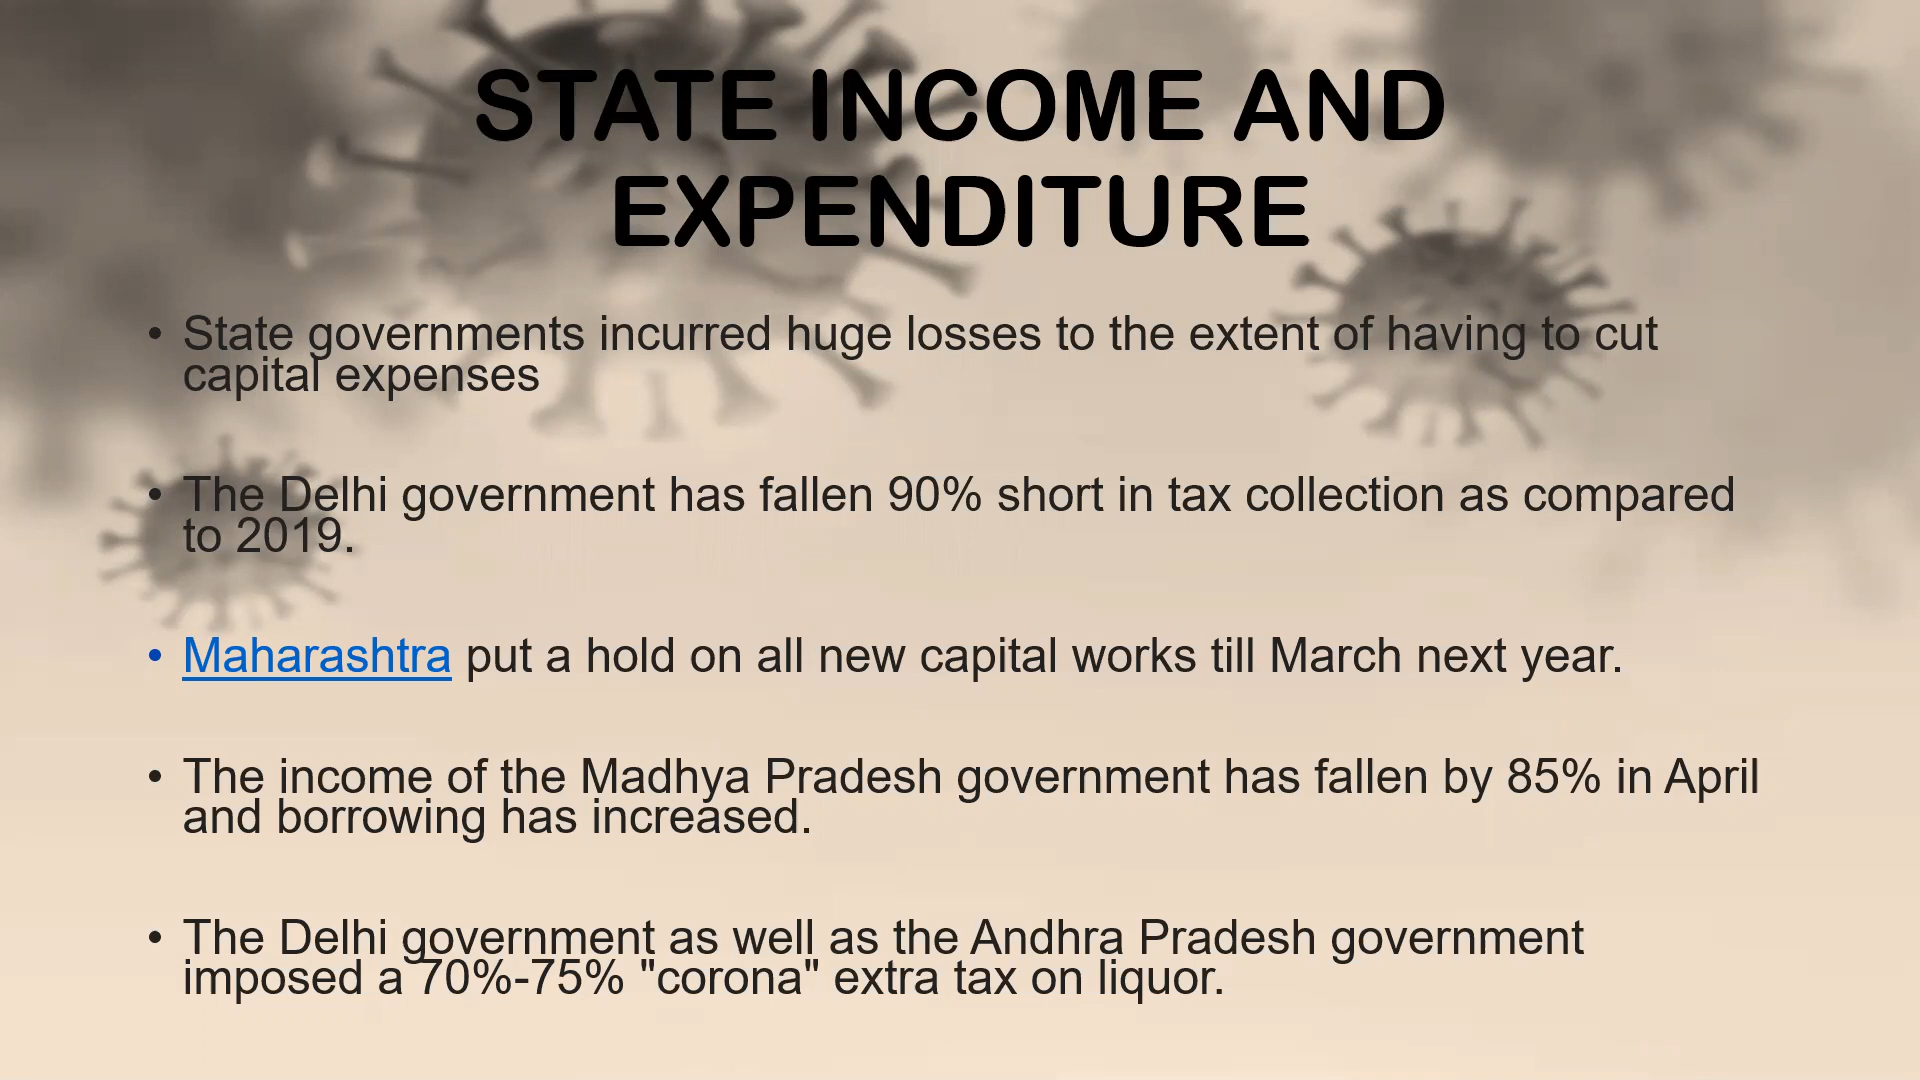 STATE INCOME AND
EXPENDITURE
• State governments incurred huge losses to the extent of having to cut
capital expenses
• The Delhi government has fallen 90% short in tax collection as compared
to 2019.
• Maharashtra put a hold on all new capital works till March next year.
• The income of the Madhya Pradesh government has fallen by 85% in April
and borrowing has increased.
• The Delhi government as well as the Andhra Pradesh government
imposed a 70%-75% "corona" extra tax on liquor.